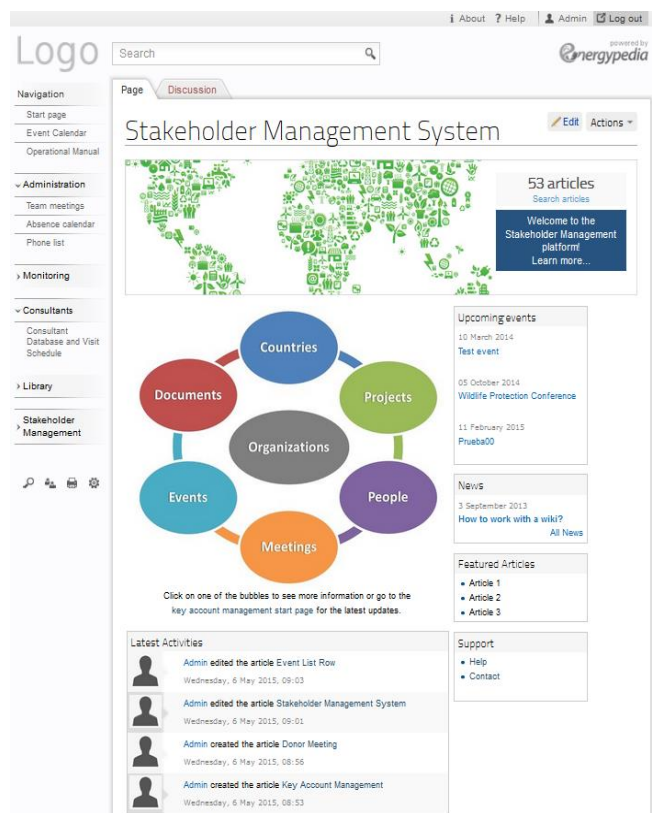 i About ? Help Admin Log out
Logo
Search
powered by
energypedia
Navigation
Start page
Event Calendar
Operational Manual
Administration
Team meetings
Absence calendar
Phone list
Monitoring
Consultants
Consultant
Database and Visit
Schedule
Library
Stakeholder
Management
Page Discussion
Stakeholder Management System
Edit Actions
53 articles
Search articles
Welcome to the
Stakeholder Management
platform!
Learn more...
Countries
Documents
Projects
Organizations
Events
People
Meetings
Click on one of the bubbles to see more information or go to the
key account management start page for the latest updates.
Upcoming events
10 March 2014
Test event
05 October 2014
Wildlife Protection Conference
11 February 2015
Prueba00
News
3 September 2013
How to work with a wiki?
All News
Featured Articles
Article 1
Article 2
Article 3
Support
Help
Contact
Latest Activities
Admin edited the article Event List Row
Wednesday, 6 May 2015, 09:03
Admin edited the article Stakeholder Management System
Wednesday, 6 May 2015, 09:01
Admin created the article Donor Meeting
Wednesday, 6 May 2015, 08:56
Admin created the article Key Account Management
Wednesday, 6 May 2015, 08:53